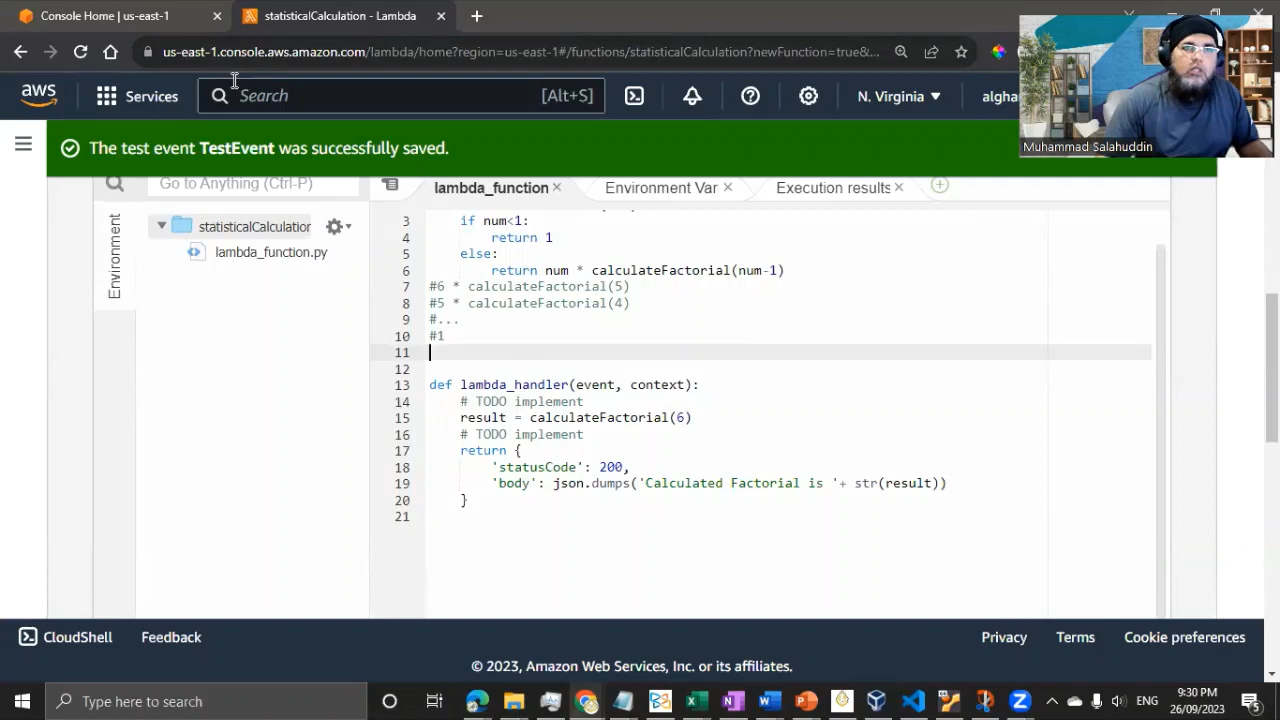 Console Home | us-east-1
statisticalCalculation - Lambda
us-east-1.console.aws.amazon.com/lambda/home?region=us-east-1#/functions/statisticalCalculation?newFunction=true&...
aws
Services
Search
[Alt+S]
N. Virginia
algha
Muhammad Salahuddin
The test event TestEvent was successfully saved.
Go to Anything (Ctrl-P)
lambda_function
Environment Var
Execution results
Environment
statisticalCalculation
lambda_function.py
3 if num<1:
4 return 1
5 else:
6 return num * calculateFactorial(num-1)
7 #6 * calculateFactorial(5)
8 #5 * calculateFactorial(4)
9 #...
10 #1
11
12
13 def lambda_handler(event, context):
14 # TODO implement
15 result = calculateFactorial(6)
16 # TODO implement
17 return {
18 'statusCode': 200,
19 'body': json.dumps('Calculated Factorial is '+ str(result))
20 }
21
CloudShell
Feedback
Privacy
Terms
Cookie preferences
© 2023, Amazon Web Services, Inc. or its affiliates.
Type here to search
ENG
9:30 PM
26/09/2023
5